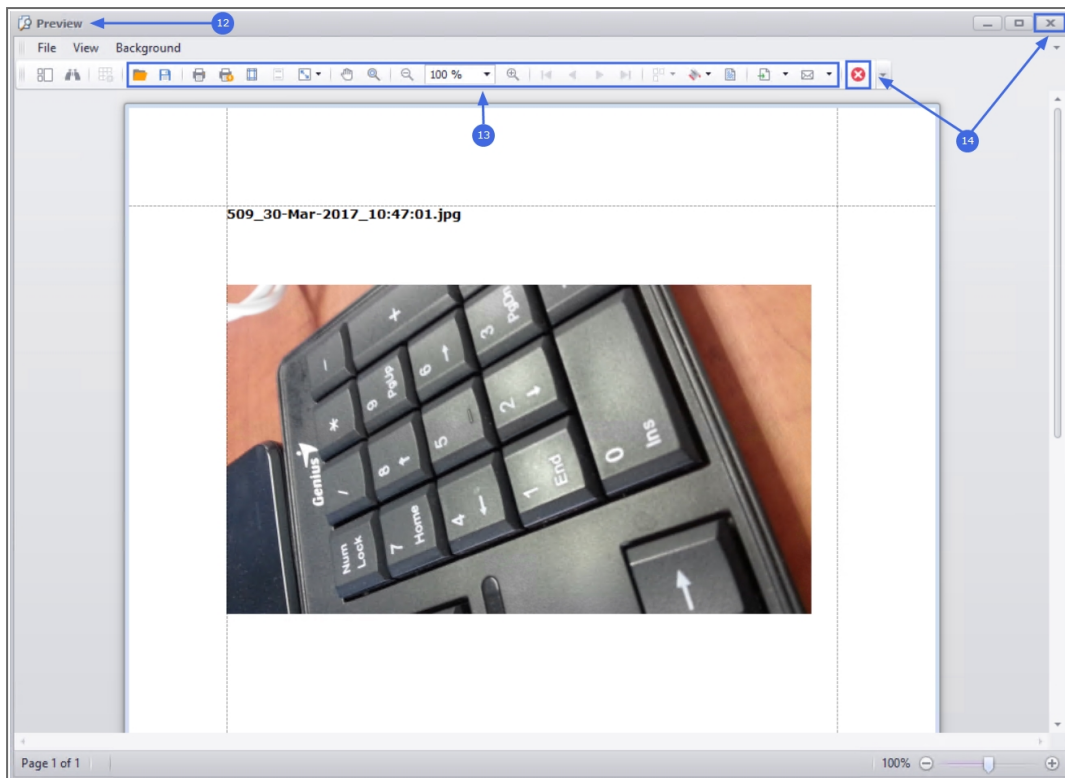 Preview
12
File View Background
100 %
13
14
509_30-Mar-2017_10:47:01.jpg
- +
* 9 PgUp 6 → 3 PgDn
Genius / 8 ↑ 5 2 ↓
Num Lock 7 Home 4 ← 1 End 0 Ins
Page 1 of 1
100%